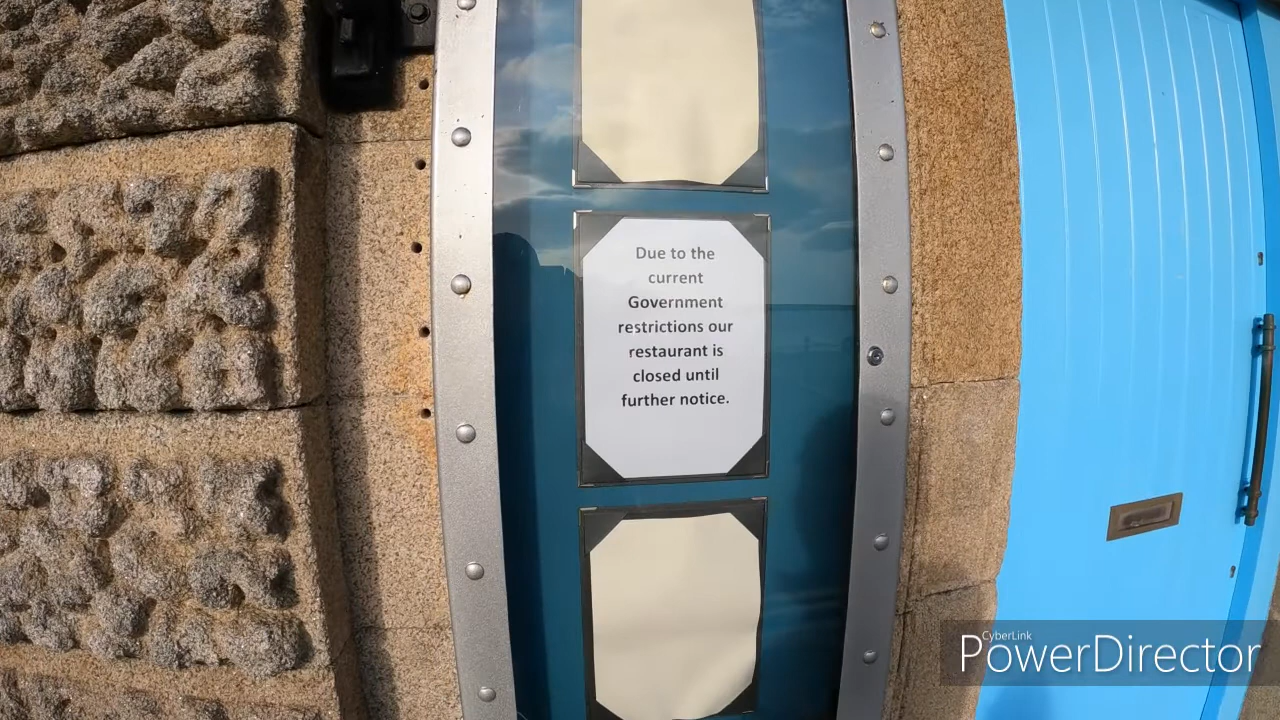 Due to the
current
Government
restrictions our
restaurant is
closed until
further notice.
CyberLink
PowerDirector